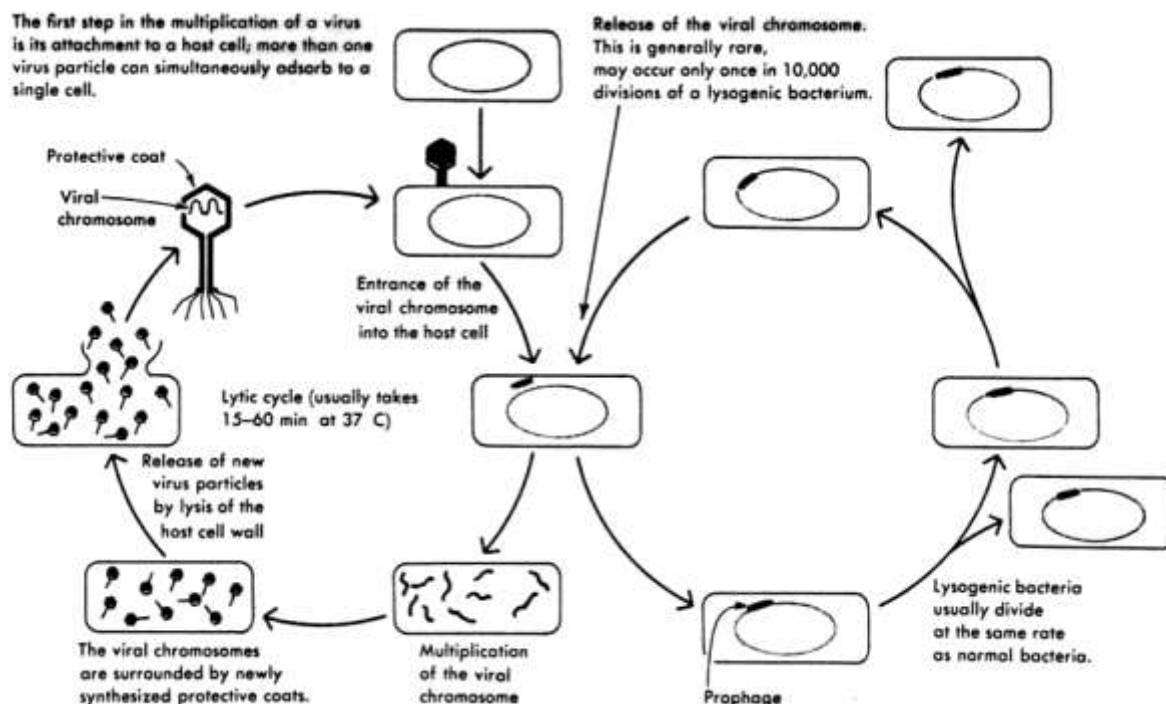 The first step in the multiplication of a virus
is its attachment to a host cell; more than one
virus particle can simultaneously adsorb to a
single cell.
Release of the viral chromosome.
This is generally rare,
may occur only once in 10,000
divisions of a lysogenic bacterium.
Protective coat
Viral
chromosome
Entrance of the
viral chromosome
into the host cell
Lytic cycle (usually takes
15–60 min at 37 C)
Release of new
virus particles
by lysis of the
host cell wall
Lysogenic bacteria
usually divide
at the same rate
as normal bacteria.
The viral chromosomes
are surrounded by newly
synthesized protective coats.
Multiplication
of the viral
chromosome
Prophage